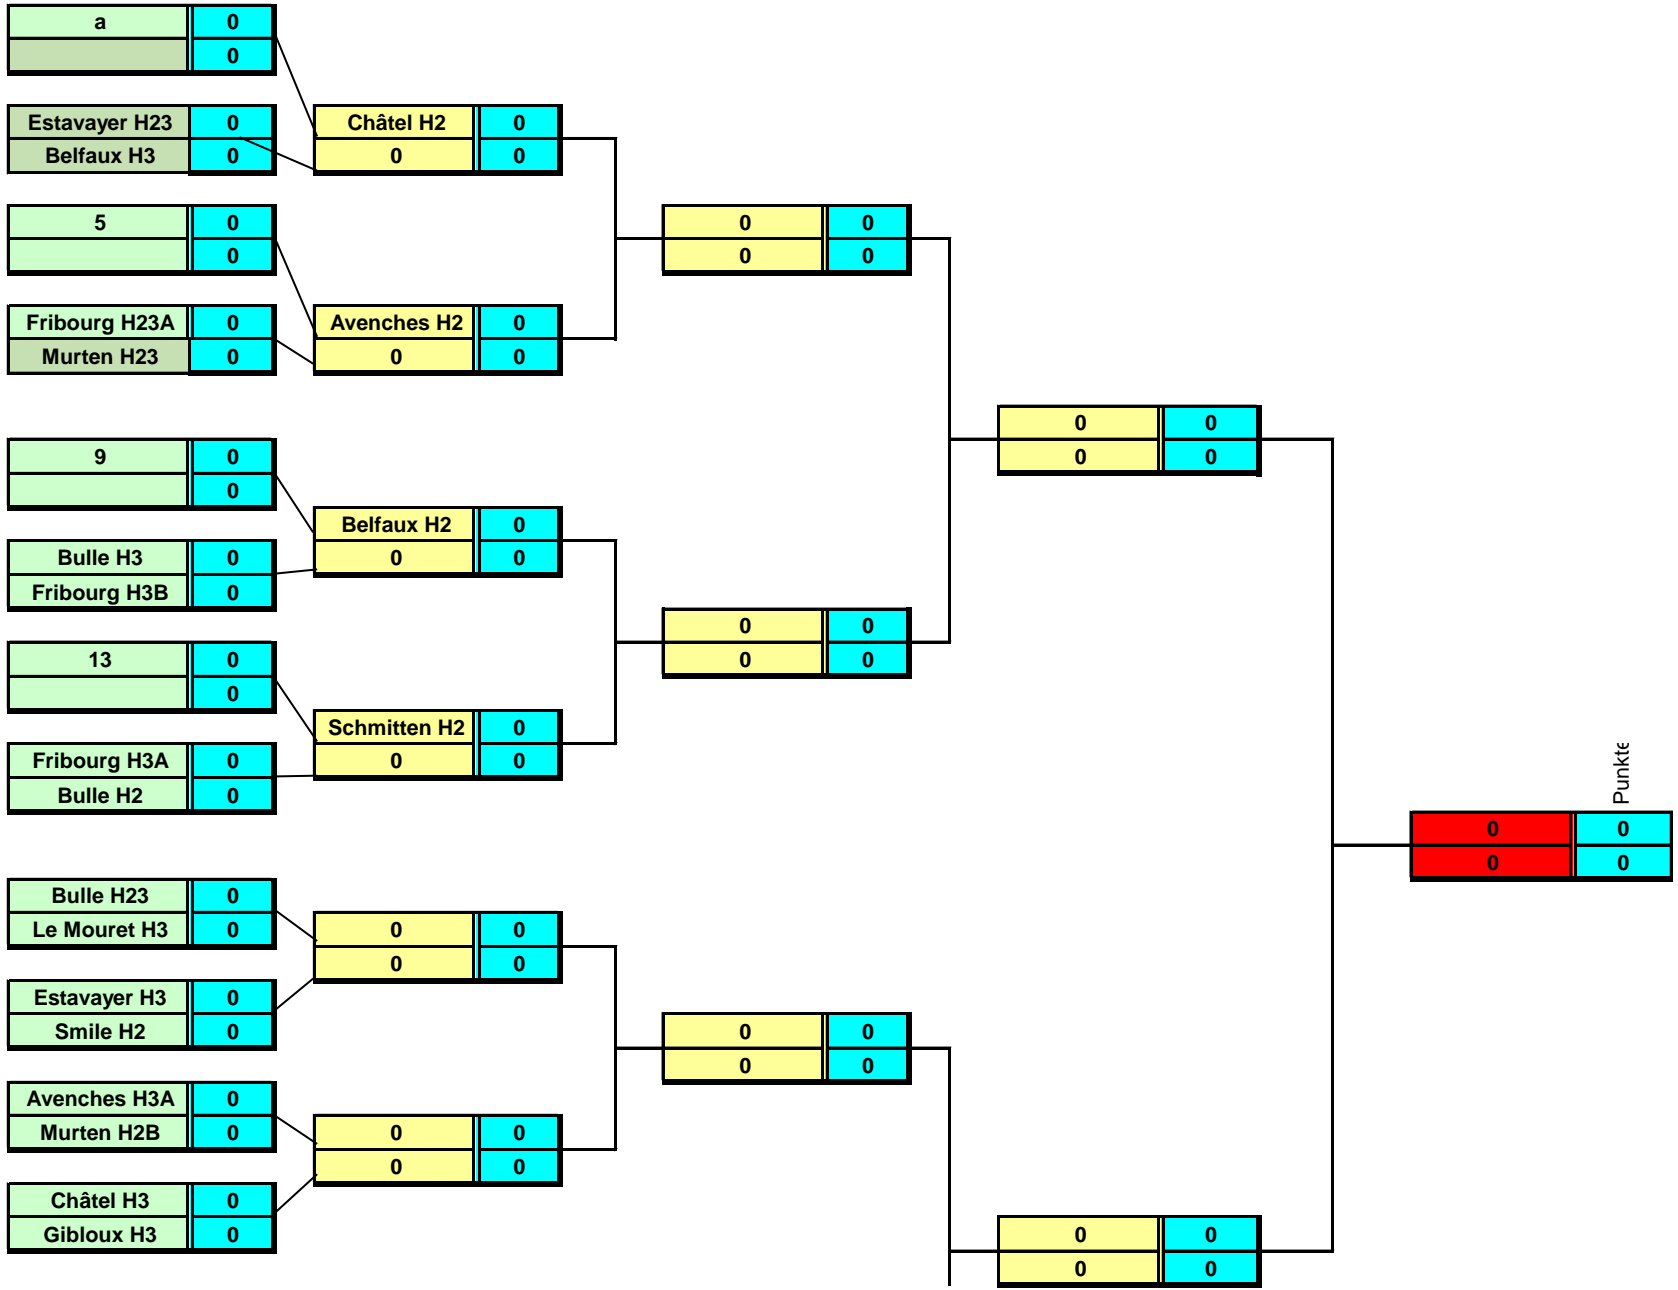 a 0
0
Estavayer H23 0
Belfaux H3 0
Châtel H2 0
0 0
5 0
0
0 0
0 0
Fribourg H23A 0
Murten H23 0
Avenches H2 0
0 0
0 0
0 0
9 0
0
Belfaux H2 0
0 0
Bulle H3 0
Fribourg H3B 0
0 0
0 0
13 0
0
Schmitten H2 0
0 0
Fribourg H3A 0
Bulle H2 0
Punkte
0 0
0 0
Bulle H23 0
Le Mouret H3 0
0 0
0 0
Estavayer H3 0
Smile H2 0
0 0
0 0
Avenches H3A 0
Murten H2B 0
0 0
0 0
Châtel H3 0
Gibloux H3 0
0 0
0 0